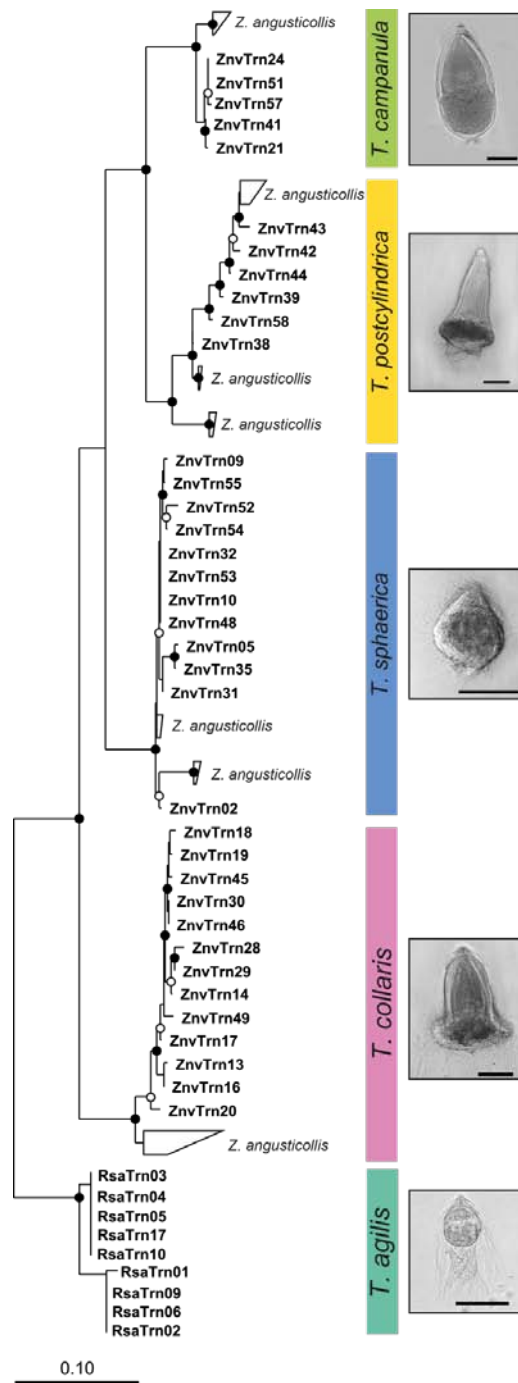 Z. angusticollis
ZnvTrn24
ZnvTrn51
ZnvTrn57
ZnvTrn41
ZnvTrn21
T. campanula
Z. angusticollis
ZnvTrn43
ZnvTrn42
ZnvTrn44
ZnvTrn39
ZnvTrn58
ZnvTrn38
Z. angusticollis
Z. angusticollis
T. postcylindrica
ZnvTrn09
ZnvTrn55
ZnvTrn52
ZnvTrn54
ZnvTrn32
ZnvTrn53
ZnvTrn10
ZnvTrn48
ZnvTrn05
ZnvTrn35
ZnvTrn31
Z. angusticollis
Z. angusticollis
ZnvTrn02
T. sphaerica
ZnvTrn18
ZnvTrn19
ZnvTrn45
ZnvTrn30
ZnvTrn46
ZnvTrn28
ZnvTrn29
ZnvTrn14
ZnvTrn49
ZnvTrn17
ZnvTrn13
ZnvTrn16
ZnvTrn20
Z. angusticollis
T. collaris
RsaTrn03
RsaTrn04
RsaTrn05
RsaTrn17
RsaTrn10
RsaTrn01
RsaTrn09
RsaTrn06
RsaTrn02
T. agilis
0.10